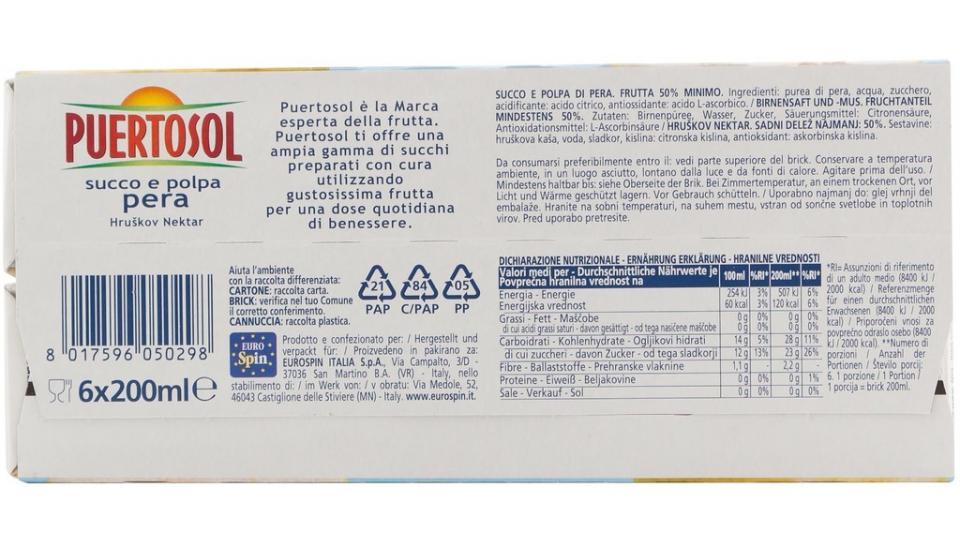 PUERTOSOL
succo e polpa
pera
Hruškov Nektar
Puertosol è la Marca
esperta della frutta.
Puertosol ti offre una
ampia gamma di succhi
preparati con cura
utilizzando
gustosissima frutta
per una dose quotidiana
di benessere.
SUCCO E POLPA DI PERA. FRUTTA 50% MINIMO. Ingredienti: purea di pera, acqua, zucchero,
acidificante: acido citrico, antiossidante: acido L-ascorbico. / BIRNENSAFT UND -MUS. FRUCHTANTEIL
MINDESTENS 50%. Zutaten: Birnenpüree, Wasser, Zucker, Säuerungsmittel: Citronensäure,
Antioxidationsmittel: L-Ascorbinsäure / HRUŠKOV NEKTAR. SADNI DELEŽ NAJMANJ: 50%. Sestavine:
hruškova kaša, voda, sladkor, kislina: citronska kislina, antioksidant: askorbinska kislina.
Da consumarsi preferibilmente entro il: vedi parte superiore del brick. Conservare a temperatura
ambiente, in un luogo asciutto, lontano dalla luce e da fonti di calore. Agitare prima dell'uso. /
Mindestens haltbar bis: siehe Oberseite der Brik. Bei Zimmertemperatur, an einem trockenen Ort, vor
Licht und Wärme geschützt lagern. Vor Gebrauch schütteln. / Uporabno najmanj do: glej vrhnji del
embalaže. Hranite na sobni temperaturi, na suhem mestu, vstran od sončne svetlobe in toplotnih
virov. Pred uporabo pretresite.
8 017596 050298
6x200ml e
Aiuta l'ambiente
con la raccolta differenziata:
CARTONE: raccolta carta.
BRICK: verifica nel tuo Comune
il corretto conferimento.
CANNUCCIA: raccolta plastica.
21 84 05
PAP C/PAP PP
EURO
Spin
Prodotto e confezionato per: / Hergestellt und
verpackt für: / Proizvedeno in pakirano za:
EUROSPIN ITALIA S.p.A., Via Campalto, 3/D -
37036 San Martino B.A. (VR) - Italy, nello
stabilimento di: / im Werk von: / v obratu: Via Medole, 52,
46043 Castiglione delle Stiviere (MN) - Italy. www.eurospin.it.
DICHIARAZIONE NUTRIZIONALE - ERNÄHRUNG ERKLÄRUNG - HRANILNE VREDNOSTI
Valori medi per - Durchschnittliche Nährwerte je
Povprečna hranilna vrednost na 100ml %RI* 200ml** %RI*
Energia - Energie 254 kJ 3% 507 kJ 6%
Energijska vrednost 60 kcal 3% 120 kcal 6%
Grassi - Fett - Maščobe 0 g 0% 0 g 0%
di cui acidi grassi saturi - davon gesättigt - od tega nasičene maščobe 0 g 0% 0 g 0%
Carboidrati - Kohlenhydrate - Ogljikovi hidrati 14 g 5% 28 g 11%
di cui zuccheri - davon Zucker - od tega sladkorji 12 g 13% 23 g 26%
Fibre - Ballaststoffe - Prehranske vlaknine 1,1 g - 2,2 g -
Proteine - Eiweiß - Beljakovine 0 g 0% 0 g 1%
Sale - Verkauf - Sol 0 g 0% 0 g 0%
*RI= Assunzioni di riferimento
di un adulto medio (8400 kJ /
2000 kcal) / Referenzmenge
für einen durchschnittlichen
Erwachsenen (8400 kJ / 2000
kcal) / Priporočeni vnosi za
povprečno odraslo osebo (8400
kJ / 2000 kcal). **Numero di
porzioni / Anzahl der
Portionen / Število porcij:
6. 1 porzione / 1 Portion /
1 porcija = brick 200ml.